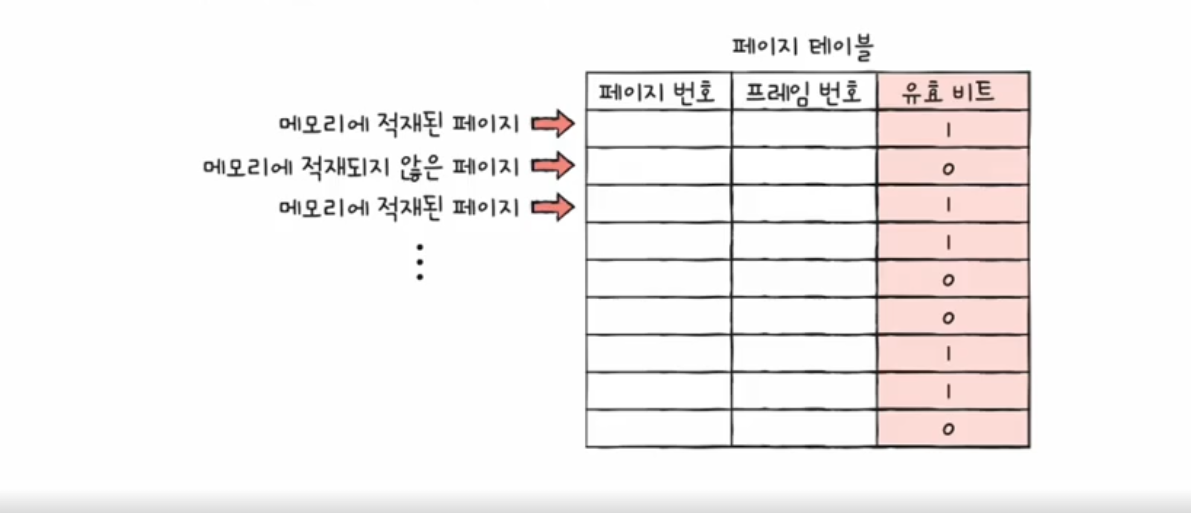 페이지 테이블
페이지 번호 프레임 번호 유효 비트
메모리에 적재된 페이지 1
메모리에 적재되지 않은 페이지 0
메모리에 적재된 페이지 1
1
0
0
1
1
0